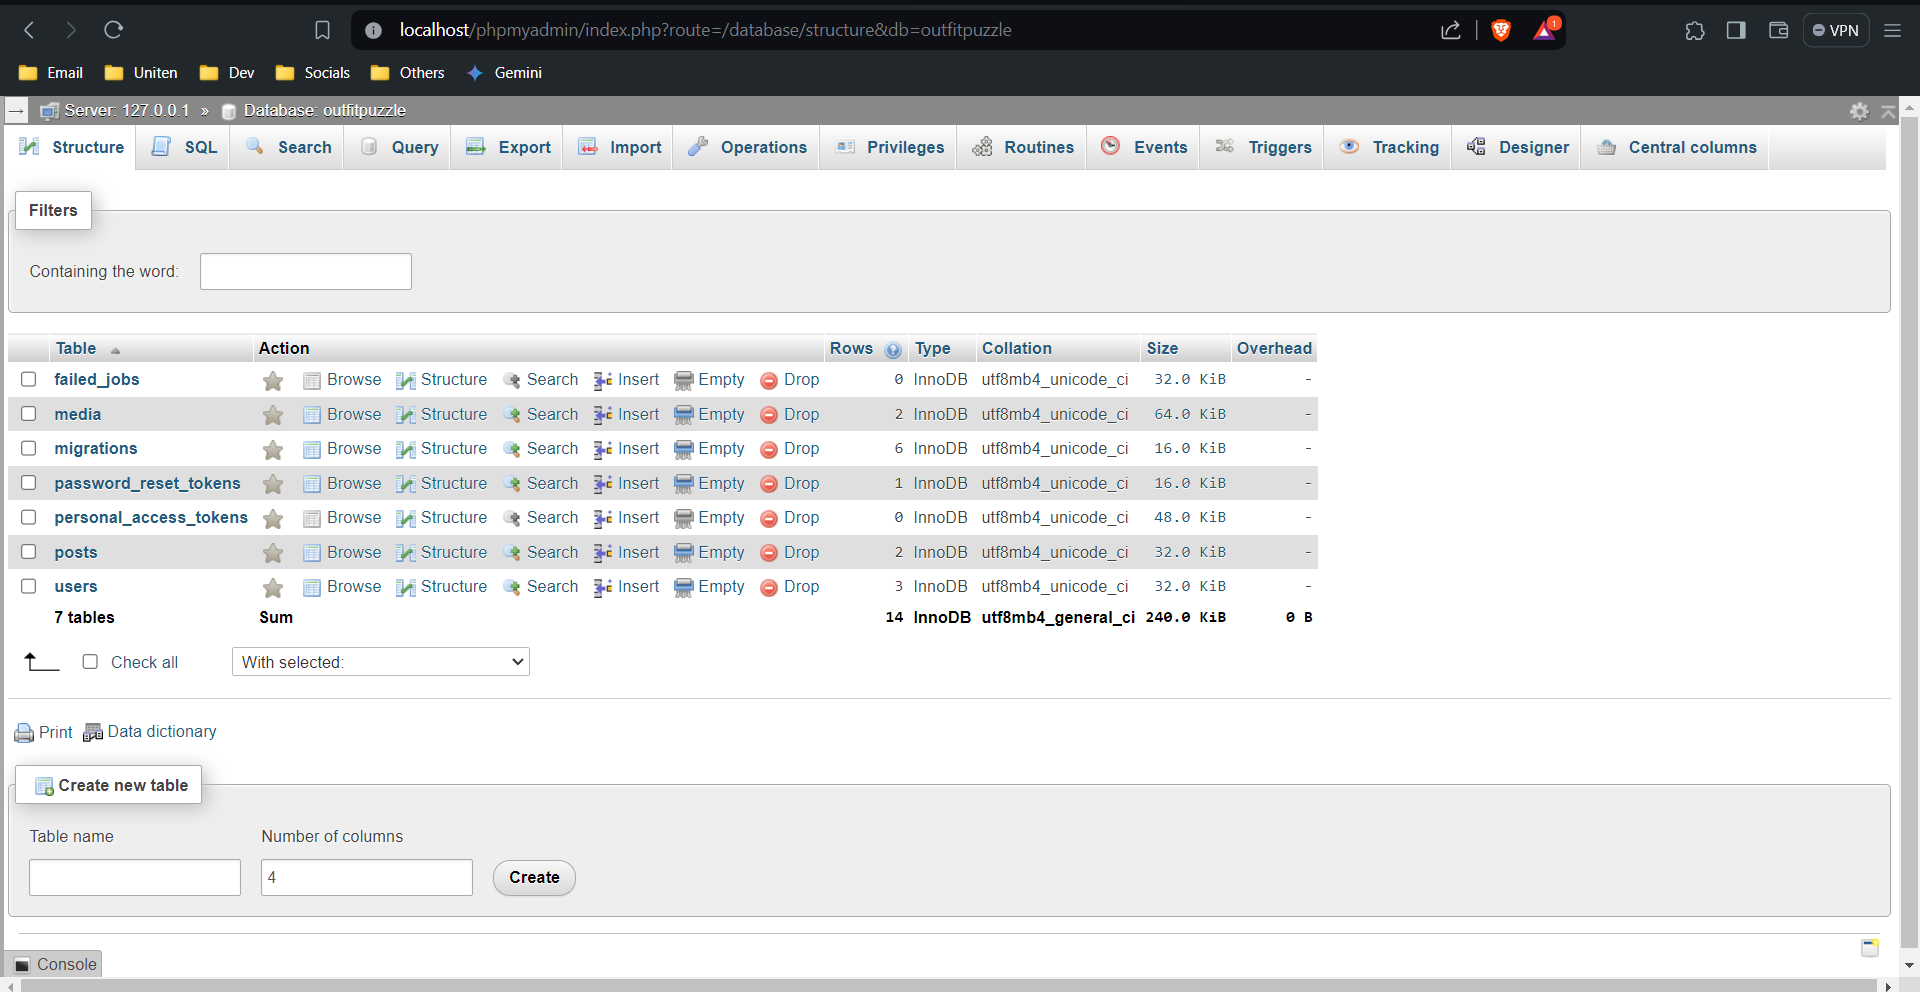 localhost/phpmyadmin/index.php?route=/database/structure&db=outfitpuzzle
1
VPN
Email Uniten Dev Socials Others Gemini
Server: 127.0.0.1 » Database: outfitpuzzle
Structure SQL Search Query Export Import Operations Privileges Routines Events Triggers Tracking Designer Central columns
Filters
Containing the word:
Table Action Rows Type Collation Size Overhead
failed_jobs Browse Structure Search Insert Empty Drop 0 InnoDB utf8mb4_unicode_ci 32.0 KiB -
media Browse Structure Search Insert Empty Drop 2 InnoDB utf8mb4_unicode_ci 64.0 KiB -
migrations Browse Structure Search Insert Empty Drop 6 InnoDB utf8mb4_unicode_ci 16.0 KiB -
password_reset_tokens Browse Structure Search Insert Empty Drop 1 InnoDB utf8mb4_unicode_ci 16.0 KiB -
personal_access_tokens Browse Structure Search Insert Empty Drop 0 InnoDB utf8mb4_unicode_ci 48.0 KiB -
posts Browse Structure Search Insert Empty Drop 2 InnoDB utf8mb4_unicode_ci 32.0 KiB -
users Browse Structure Search Insert Empty Drop 3 InnoDB utf8mb4_unicode_ci 32.0 KiB -
7 tables Sum 14 InnoDB utf8mb4_general_ci 240.0 KiB 0 B
Check all With selected:
Print Data dictionary
Create new table
Table name Number of columns
4 Create
Console